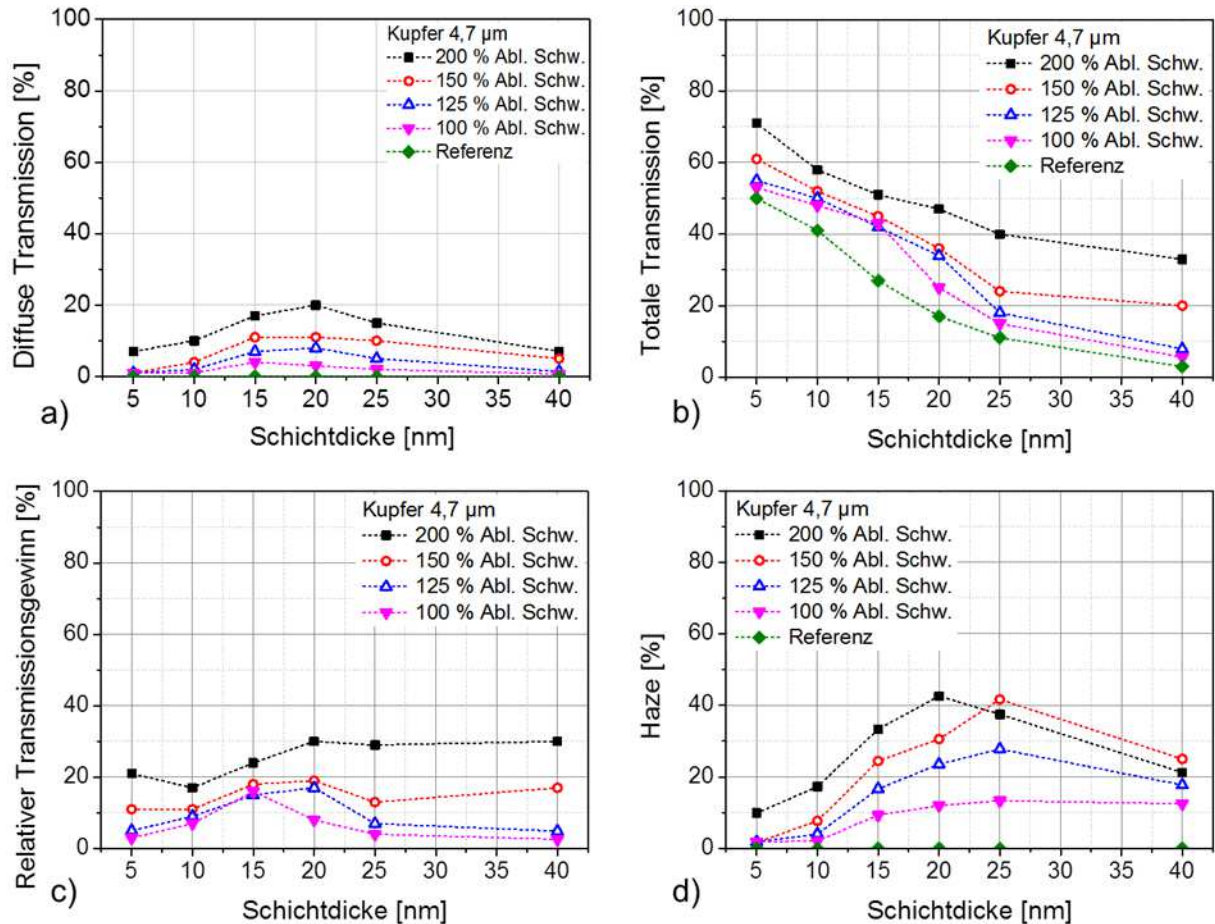 100
80
60
40
20
0
Diffuse Transmission [%]
Kupfer 4,7 µm
200 % Abl. Schw.
150 % Abl. Schw.
125 % Abl. Schw.
100 % Abl. Schw.
Referenz
5 10 15 20 25 30 35 40
a)
Schichtdicke [nm]
100
80
60
40
20
0
Totale Transmission [%]
Kupfer 4,7 µm
200 % Abl. Schw.
150 % Abl. Schw.
125 % Abl. Schw.
100 % Abl. Schw.
Referenz
5 10 15 20 25 30 35 40
b)
Schichtdicke [nm]
100
80
60
40
20
0
Relativer Transmissionsgewinn [%]
Kupfer 4,7 µm
200 % Abl. Schw.
150 % Abl. Schw.
125 % Abl. Schw.
100 % Abl. Schw.
5 10 15 20 25 30 35 40
c)
Schichtdicke [nm]
100
80
60
40
20
0
Haze [%]
Kupfer 4,7 µm
200 % Abl. Schw.
150 % Abl. Schw.
125 % Abl. Schw.
100 % Abl. Schw.
Referenz
5 10 15 20 25 30 35 40
d)
Schichtdicke [nm]